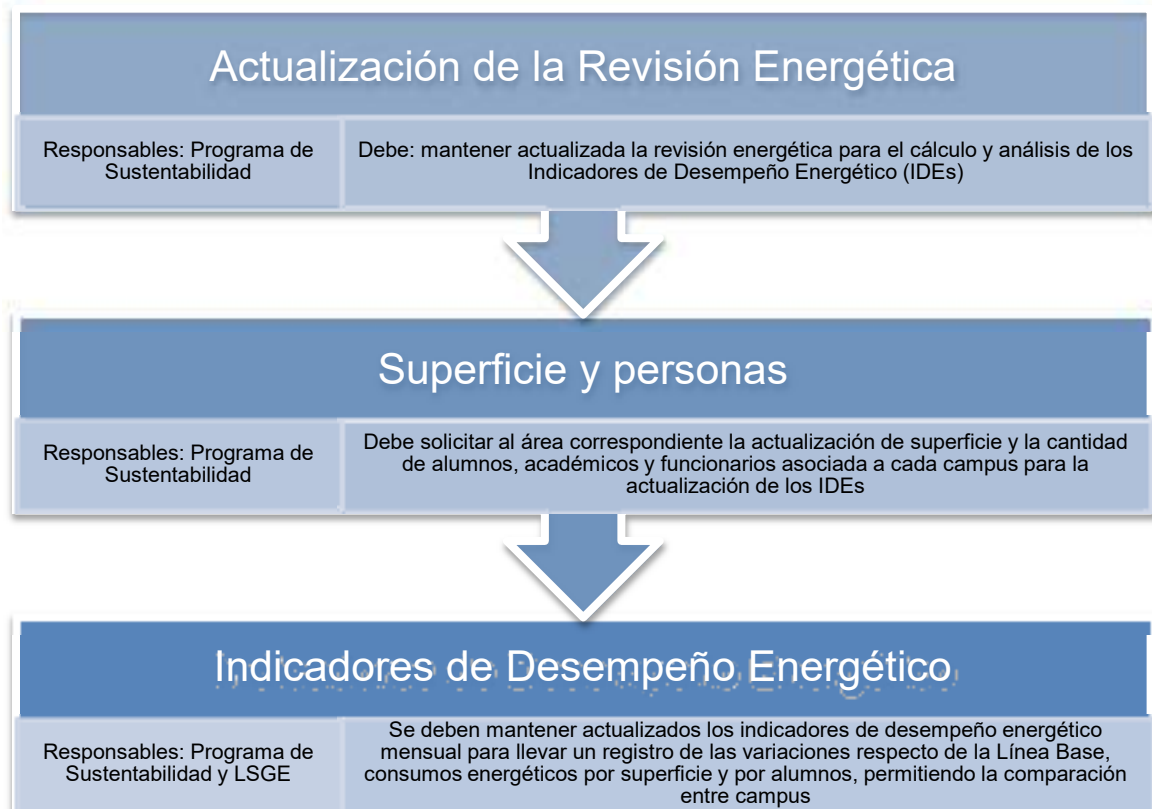 Actualización de la Revisión Energética
Responsables: Programa de
Sustentabilidad
Debe: mantener actualizada la revisión energética para el cálculo y análisis de los
Indicadores de Desempeño Energético (IDEs)
Superficie y personas
Responsables: Programa de
Sustentabilidad
Debe solicitar al área correspondiente la actualización de superficie y la cantidad
de alumnos, académicos y funcionarios asociada a cada campus para la
actualización de los IDEs
Indicadores de Desempeño Energético
Responsables: Programa de
Sustentabilidad y LSGE
Se deben mantener actualizados los indicadores de desempeño energético
mensual para llevar un registro de las variaciones respecto de la Línea Base,
consumos energéticos por superficie y por alumnos, permitiendo la comparación
entre campus